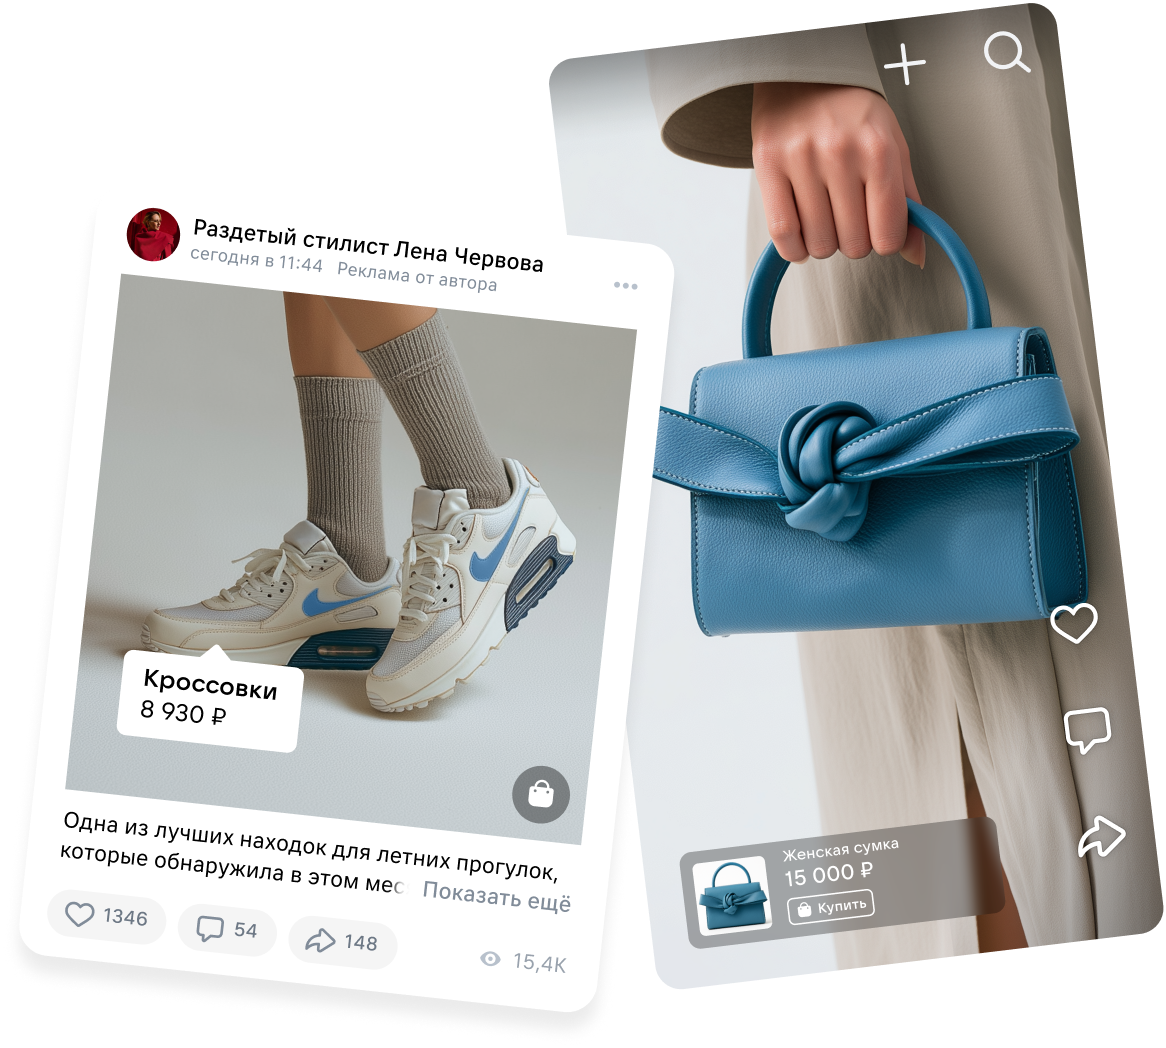 Раздетый стилист Лена Червова
сегодня в 11:44 Реклама от автора
Кроссовки
8 930 ₽
Одна из лучших находок для летних прогулок,
которые обнаружила в этом мес Показать ещё
1346
54
148
15,4K
Женская сумка
15 000 ₽
Купить